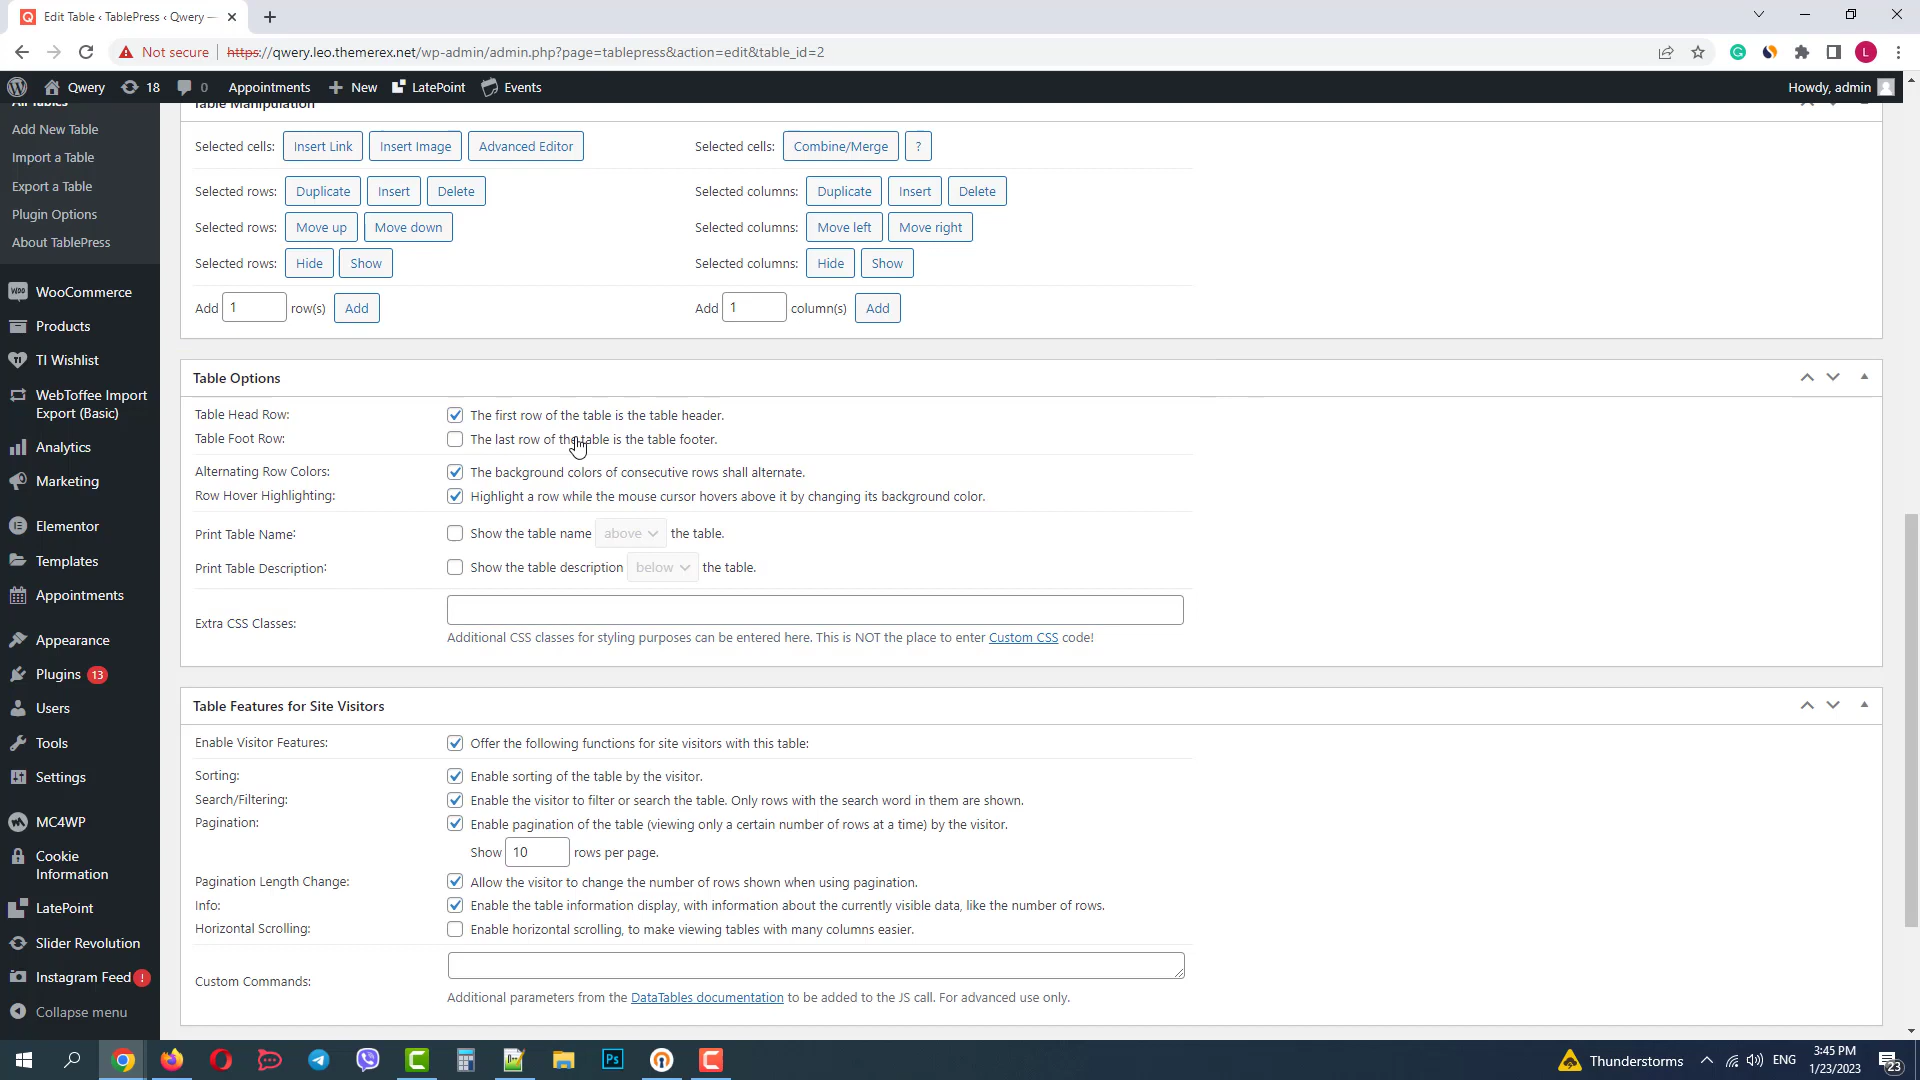 Edit Table ‹ TablePress ‹ Qwery —
Not secure https://qwery.leo.themerex.net/wp-admin/admin.php?page=tablepress&action=edit&table_id=2
L
Qwery 18 0 Appointments New LatePoint Events Howdy, admin
All Tables
Add New Table
Import a Table
Export a Table
Plugin Options
About TablePress
WooCommerce
Products
TI Wishlist
WebToffee Import
Export (Basic)
Analytics
Marketing
Elementor
Templates
Appointments
Appearance
Plugins 13
Users
Tools
Settings
MC4WP
Cookie
Information
LatePoint
Slider Revolution
Instagram Feed !
Collapse menu
Table Manipulation
Selected cells: Insert Link Insert Image Advanced Editor Selected cells: Combine/Merge ?
Selected rows: Duplicate Insert Delete Selected columns: Duplicate Insert Delete
Selected rows: Move up Move down Selected columns: Move left Move right
Selected rows: Hide Show Selected columns: Hide Show
Add 1 row(s) Add Add 1 column(s) Add
Table Options
Table Head Row: The first row of the table is the table header.
Table Foot Row: The last row of the table is the table footer.
Alternating Row Colors: The background colors of consecutive rows shall alternate.
Row Hover Highlighting: Highlight a row while the mouse cursor hovers above it by changing its background color.
Print Table Name: Show the table name above the table.
Print Table Description: Show the table description below the table.
Extra CSS Classes:
Additional CSS classes for styling purposes can be entered here. This is NOT the place to enter Custom CSS code!
Table Features for Site Visitors
Enable Visitor Features: Offer the following functions for site visitors with this table:
Sorting: Enable sorting of the table by the visitor.
Search/Filtering: Enable the visitor to filter or search the table. Only rows with the search word in them are shown.
Pagination: Enable pagination of the table (viewing only a certain number of rows at a time) by the visitor.
Show 10 rows per page.
Pagination Length Change: Allow the visitor to change the number of rows shown when using pagination.
Info: Enable the table information display, with information about the currently visible data, like the number of rows.
Horizontal Scrolling: Enable horizontal scrolling, to make viewing tables with many columns easier.
Custom Commands:
Additional parameters from the DataTables documentation to be added to the JS call. For advanced use only.
Ps
Thunderstorms ENG 3:45 PM
1/23/2023 23